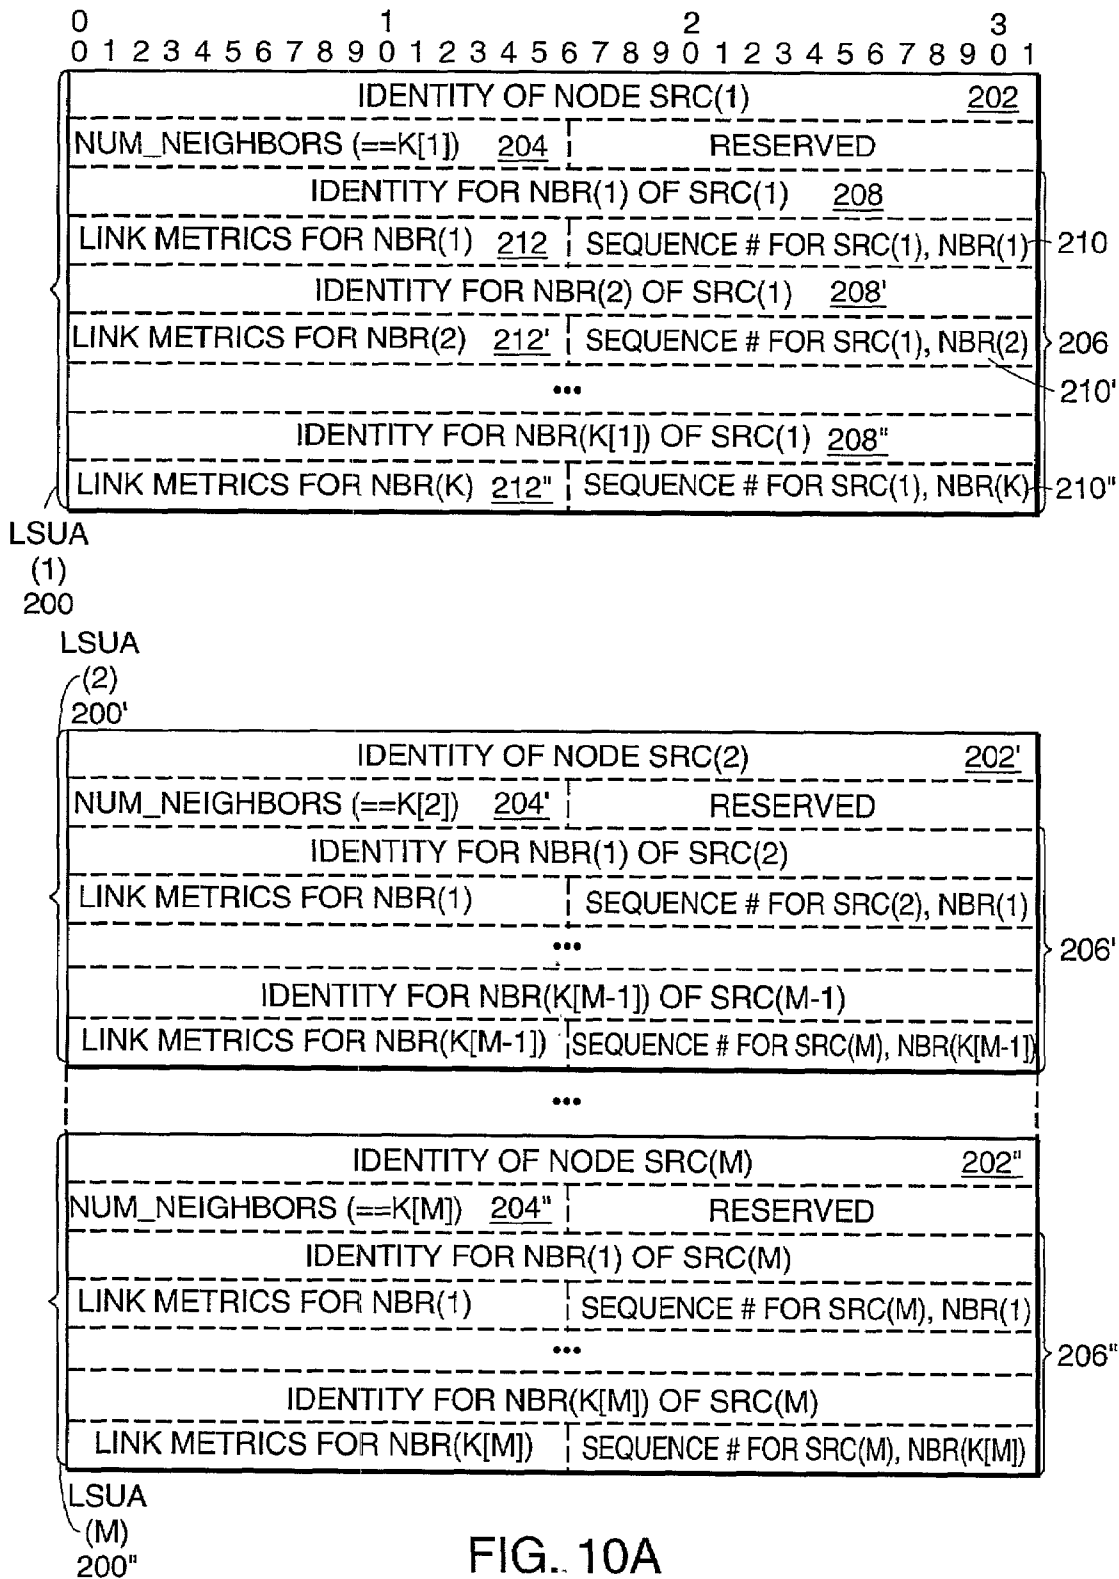 0 1 2 3
0 1 2 3 4 5 6 7 8 9 0 1 2 3 4 5 6 7 8 9 0 1 2 3 4 5 6 7 8 9 0 1
IDENTITY OF NODE SRC(1) 202
NUM_NEIGHBORS (==K[1]) 204 RESERVED
IDENTITY FOR NBR(1) OF SRC(1) 208
LINK METRICS FOR NBR(1) 212 SEQUENCE # FOR SRC(1), NBR(1) 210
IDENTITY FOR NBR(2) OF SRC(1) 208'
LINK METRICS FOR NBR(2) 212' SEQUENCE # FOR SRC(1), NBR(2) 206
••• 210'
IDENTITY FOR NBR(K[1]) OF SRC(1) 208"
LINK METRICS FOR NBR(K) 212" SEQUENCE # FOR SRC(1), NBR(K) 210"
LSUA
(1)
200
LSUA
(2)
200'
IDENTITY OF NODE SRC(2) 202'
NUM_NEIGHBORS (==K[2]) 204' RESERVED
IDENTITY FOR NBR(1) OF SRC(2)
LINK METRICS FOR NBR(1) SEQUENCE # FOR SRC(2), NBR(1)
••• 206'
IDENTITY FOR NBR(K[M-1]) OF SRC(M-1)
LINK METRICS FOR NBR(K[M-1]) SEQUENCE # FOR SRC(M), NBR(K[M-1])
•••
IDENTITY OF NODE SRC(M) 202"
NUM_NEIGHBORS (==K[M]) 204" RESERVED
IDENTITY FOR NBR(1) OF SRC(M)
LINK METRICS FOR NBR(1) SEQUENCE # FOR SRC(M), NBR(1)
••• 206"
IDENTITY FOR NBR(K[M]) OF SRC(M)
LINK METRICS FOR NBR(K[M]) SEQUENCE # FOR SRC(M), NBR(K[M])
LSUA
(M)
200"
FIG. 10A